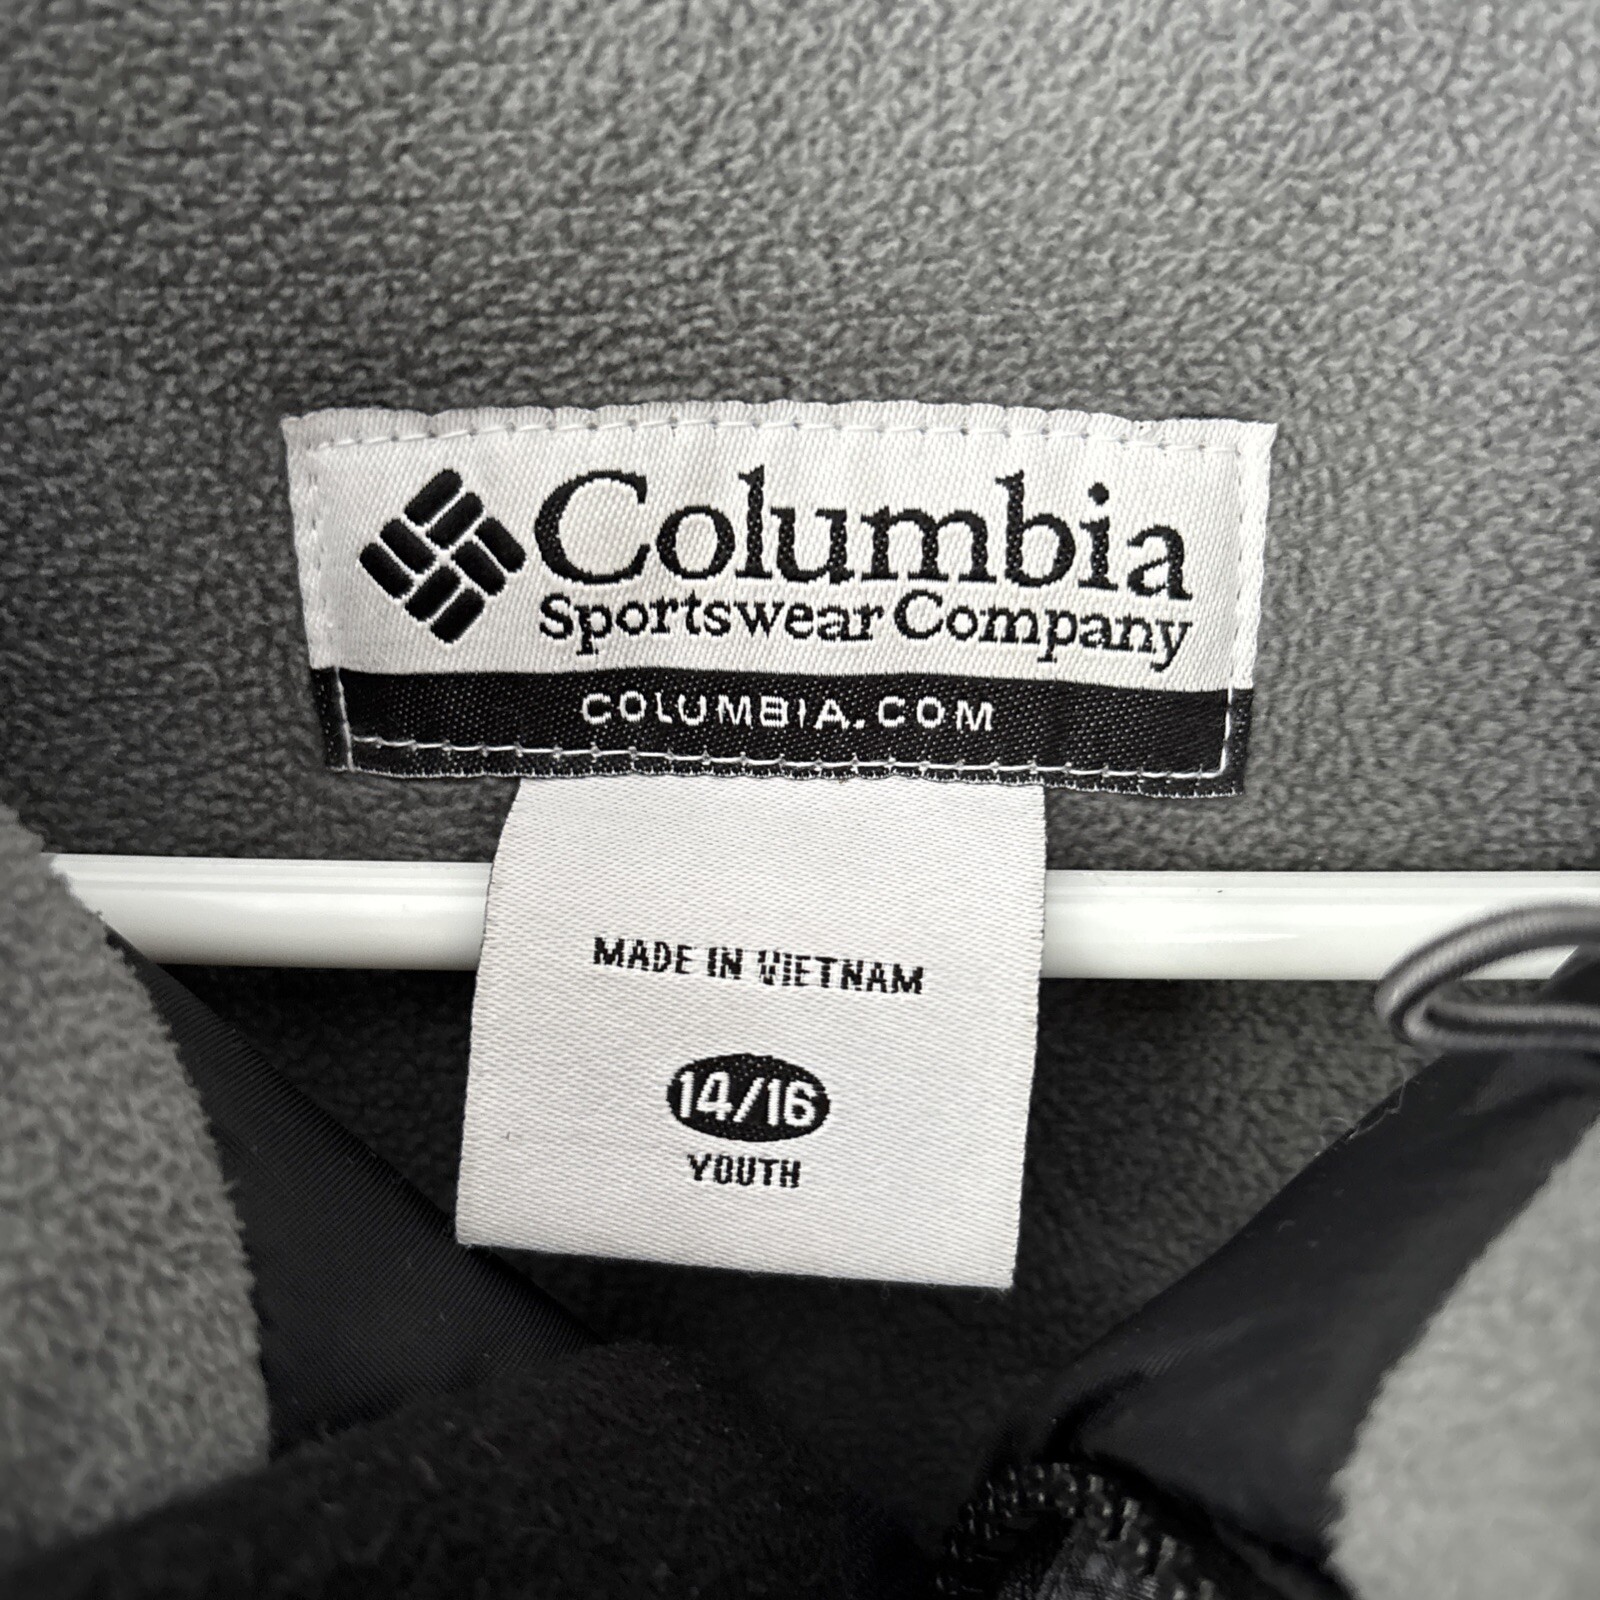 Columbia
Sportswear Company
COLUMBIA.COM
MADE IN VIETNAM
14/16
YOUTH